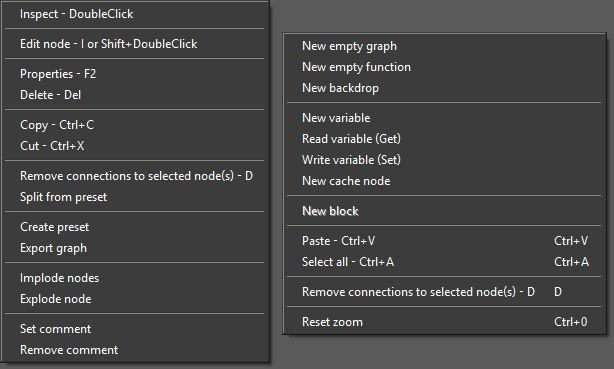 Inspect - DoubleClick
Edit node - I or Shift+DoubleClick
Properties - F2
Delete - Del
Copy - Ctrl+C
Cut - Ctrl+X
Remove connections to selected node(s) - D
Split from preset
Create preset
Export graph
Implode nodes
Explode node
Set comment
Remove comment
New empty graph
New empty function
New backdrop
New variable
Read variable (Get)
Write variable (Set)
New cache node
New block
Paste - Ctrl+V Ctrl+V
Select all - Ctrl+A Ctrl+A
Remove connections to selected node(s) - D D
Reset zoom Ctrl+0